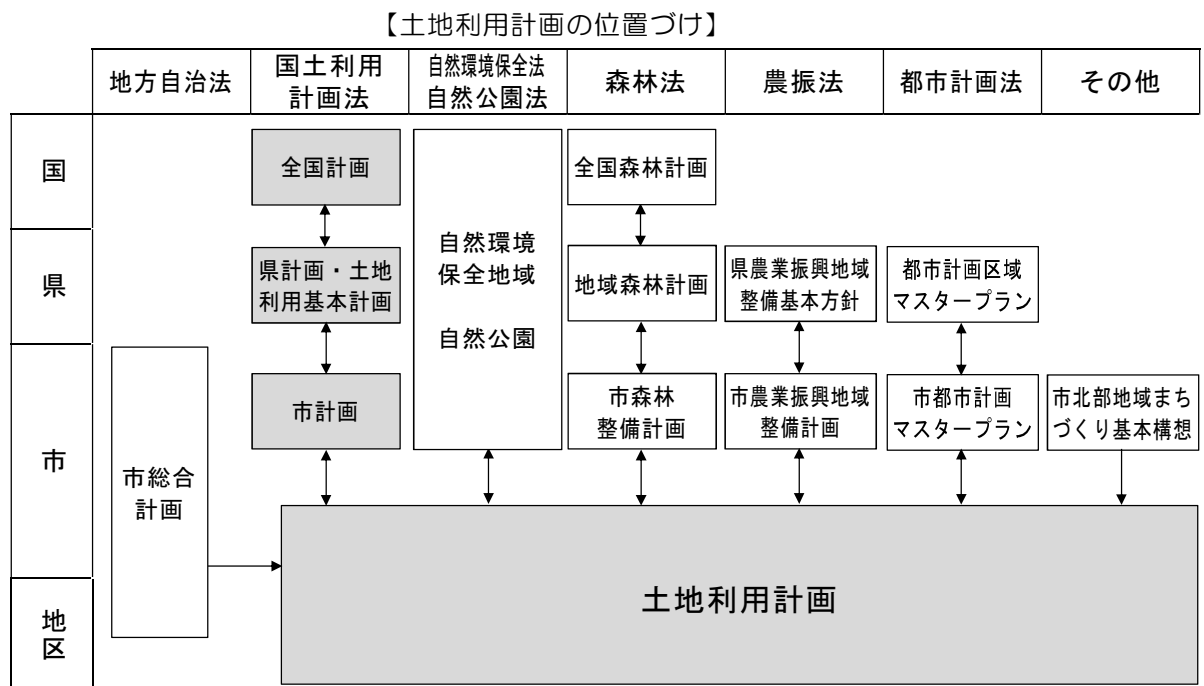 【土地利用計画の位置づけ】
地方自治法
国土利用
計画法
自然環境保全法
自然公園法
森林法
農振法
都市計画法
その他
国
全国計画
全国森林計画
県
県計画・土地
利用基本計画
自然環境
保全地域
自然公園
地域森林計画
県農業振興地域
整備基本方針
都市計画区域
マスタープラン
市
市総合
計画
市計画
市森林
整備計画
市農業振興地域
整備計画
市都市計画
マスタープラン
市北部地域まち
づくり基本構想
地
区
土地利用計画